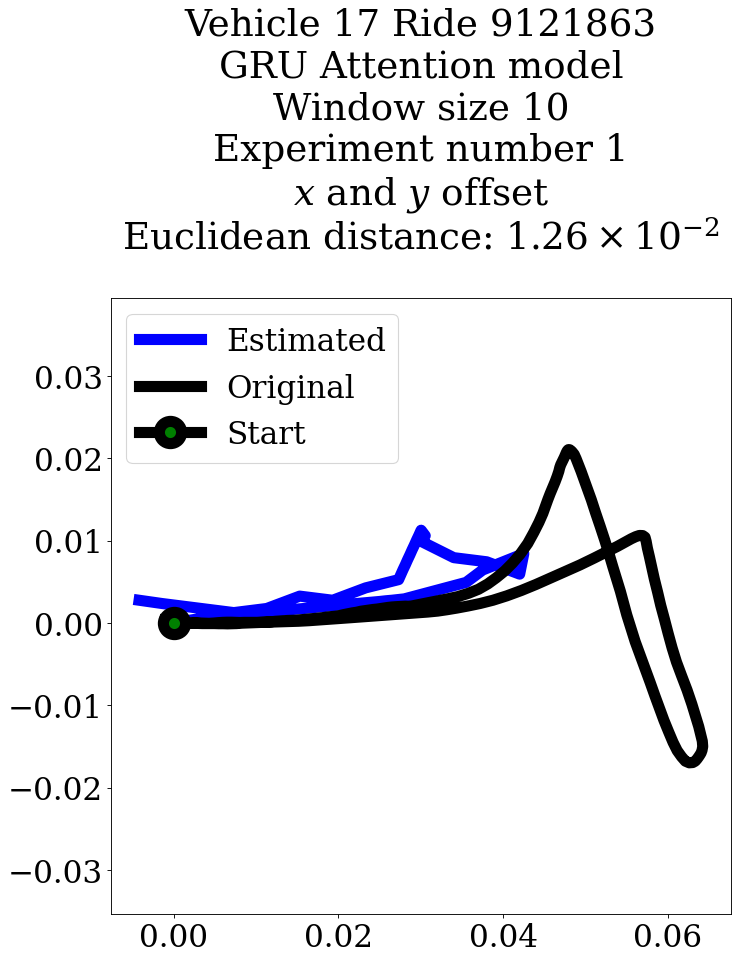 Vehicle 17 Ride 9121863
GRU Attention model
Window size 10
Experiment number 1
x and y offset
Euclidean distance: 1.26 × 10⁻²
Estimated
Original
Start
0.03
0.02
0.01
0.00
−0.01
−0.02
−0.03
0.00 0.02 0.04 0.06